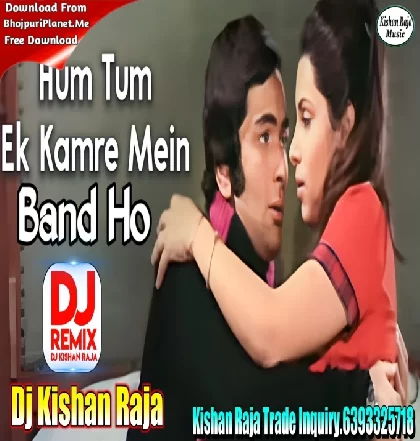 Download From
BhojpuriPlanet.Me
Free Download
Kishan Raja
Music
Hum Tum
Ek Kamre Mein
Band Ho
DJ
REMIX
DJ KISHAN RAJA
Dj Kishan Raja
Kishan Raja Trade Inquiry.6393325718